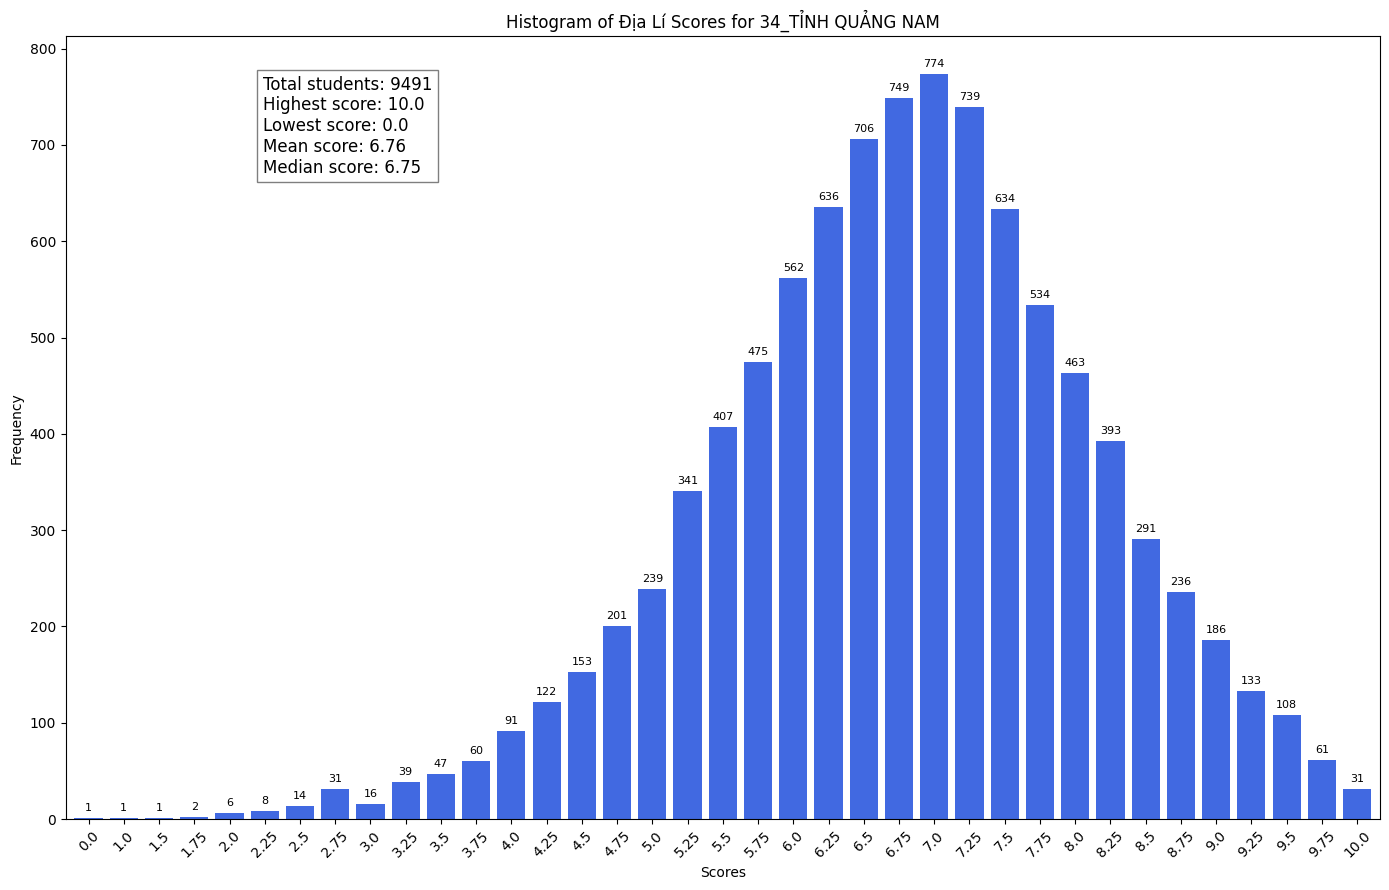 Histogram of Địa Lí Scores for 34_TỈNH QUẢNG NAM
Total students: 9491
Highest score: 10.0
Lowest score: 0.0
Mean score: 6.76
Median score: 6.75
Frequency
800
700
600
500
400
300
200
100
0
1 1 1 2 6 8 14 31 16 39 47 60 91 122 153 201 239 341 407 475 562 636 706 749 774 739 634 534 463 393 291 236 186 133 108 61 31
0.0 1.0 1.5 1.75 2.0 2.25 2.5 2.75 3.0 3.25 3.5 3.75 4.0 4.25 4.5 4.75 5.0 5.25 5.5 5.75 6.0 6.25 6.5 6.75 7.0 7.25 7.5 7.75 8.0 8.25 8.5 8.75 9.0 9.25 9.5 9.75 10.0
Scores